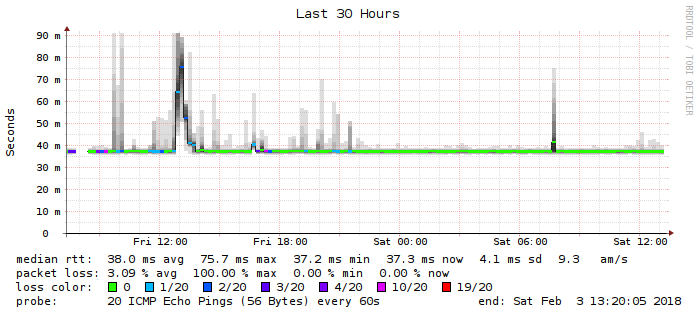 Last 30 Hours
RRDTOOL / TOBI OETIKER
Seconds
90 m
80 m
70 m
60 m
50 m
40 m
30 m
20 m
10 m
0
Fri 12:00 Fri 18:00 Sat 00:00 Sat 06:00 Sat 12:00
median rtt: 38.0 ms avg 75.7 ms max 37.2 ms min 37.3 ms now 4.1 ms sd 9.3 am/s
packet loss: 3.09 % avg 100.00 % max 0.00 % min 0.00 % now
loss color: 0 1/20 2/20 3/20 4/20 10/20 19/20
probe: 20 ICMP Echo Pings (56 Bytes) every 60s end: Sat Feb 3 13:20:05 2018